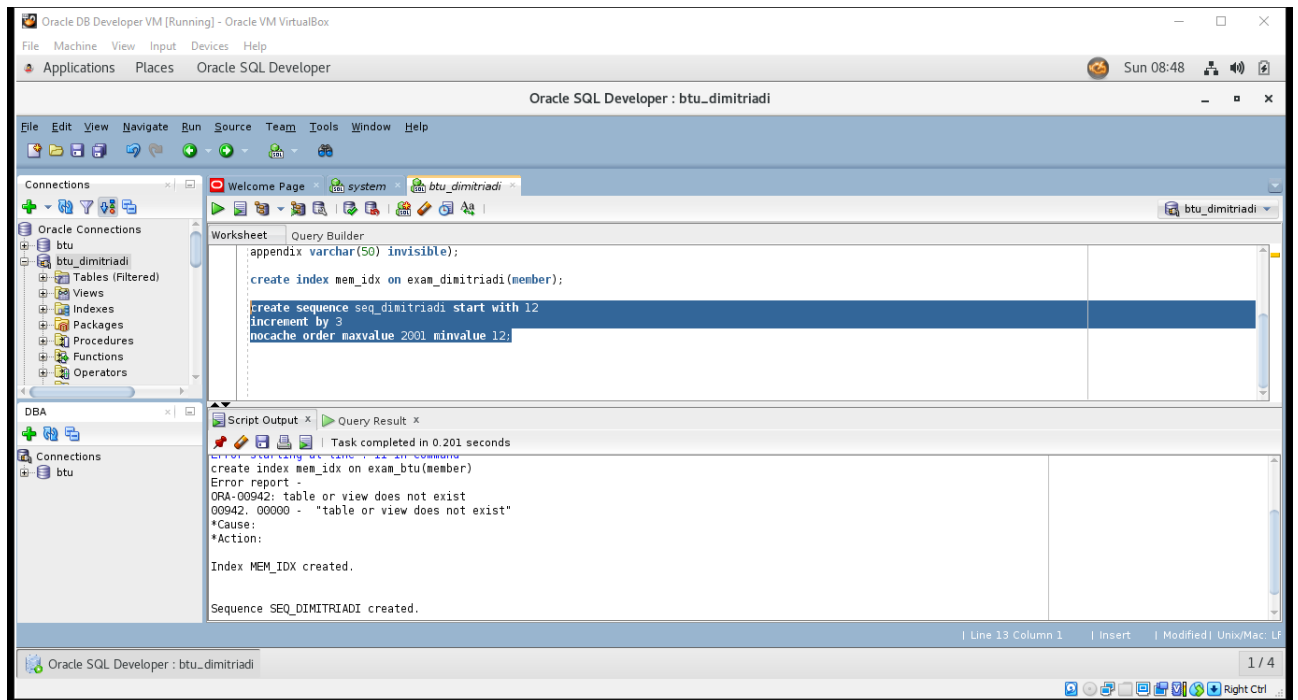 Oracle DB Developer VM [Running] - Oracle VM VirtualBox
File Machine View Input Devices Help
Applications Places Oracle SQL Developer Sun 08:48
Oracle SQL Developer : btu_dimitriadi
File Edit View Navigate Run Source Team Tools Window Help
Connections
Oracle Connections
btu
btu_dimitriadi
Tables (Filtered)
Views
Indexes
Packages
Procedures
Functions
Operators
DBA
Connections
btu
Welcome Page system btu_dimitriadi
btu_dimitriadi
Worksheet Query Builder
appendix varchar(50) invisible);
create index mem_idx on exam_dimitriadi(member);
create sequence seq_dimitriadi start with 12
increment by 3
nocache order maxvalue 2001 minvalue 12;
Script Output x Query Result x
Task completed in 0.201 seconds
Error starting at line : 11 in command
create index mem_idx on exam_btu(member)
Error report -
ORA-00942: table or view does not exist
00942. 00000 - "table or view does not exist"
*Cause:
*Action:
Index MEM_IDX created.
Sequence SEQ_DIMITRIADI created.
| Line 13 Column 1 | Insert | Modified | Unix/Mac: LF
Oracle SQL Developer : btu_dimitriadi 1 / 4
Right Ctrl